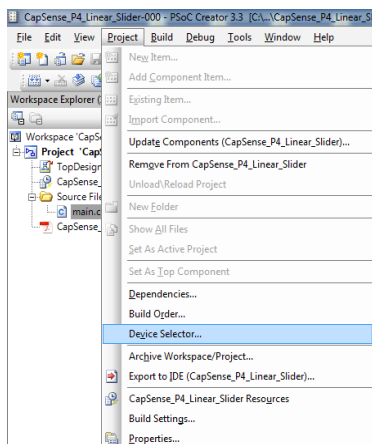 CapSense_P4_Linear_Slider-000 - PSoC Creator 3.3 [C:\...\CapSense_P4_Linear_S
File Edit View Project Build Debug Tools Window Help
New Item...
Add Component Item...
Workspace Explorer (
Existing Item...
Import Component...
Workspace 'CapS
Update Components (CapSense_P4_Linear_Slider)...
Project 'Cap
Remove From CapSense_P4_Linear_Slider
TopDesign
Unload\Reload Project
CapSense_
Source File
New Folder
main.c
CapSense_
Show All Files
Set As Active Project
Set As Top Component
Dependencies...
Build Order...
Device Selector...
Archive Workspace/Project...
Export to IDE (CapSense_P4_Linear_Slider)...
CapSense_P4_Linear_Slider Resources
Build Settings...
Properties...